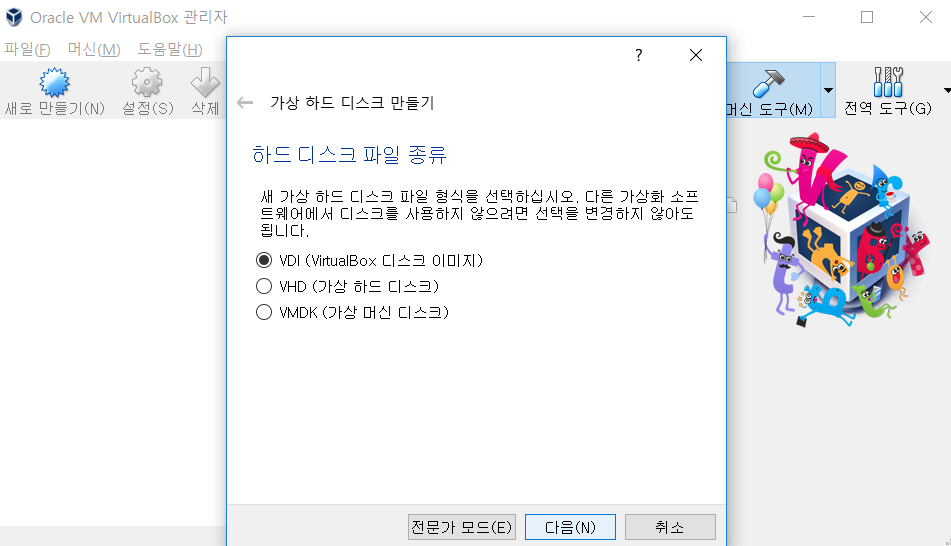 Oracle VM VirtualBox 관리자
파일(F) 머신(M) 도움말(H)
새로 만들기(N) 설정(S) 삭제
머신 도구(M) 전역 도구(G)
?
가상 하드 디스크 만들기
하드 디스크 파일 종류
새 가상 하드 디스크 파일 형식을 선택하십시오. 다른 가상화 소프
트웨어에서 디스크를 사용하지 않으려면 선택을 변경하지 않아도
됩니다.
VDI (VirtualBox 디스크 이미지)
VHD (가상 하드 디스크)
VMDK (가상 머신 디스크)
전문가 모드(E) 다음(N) 취소